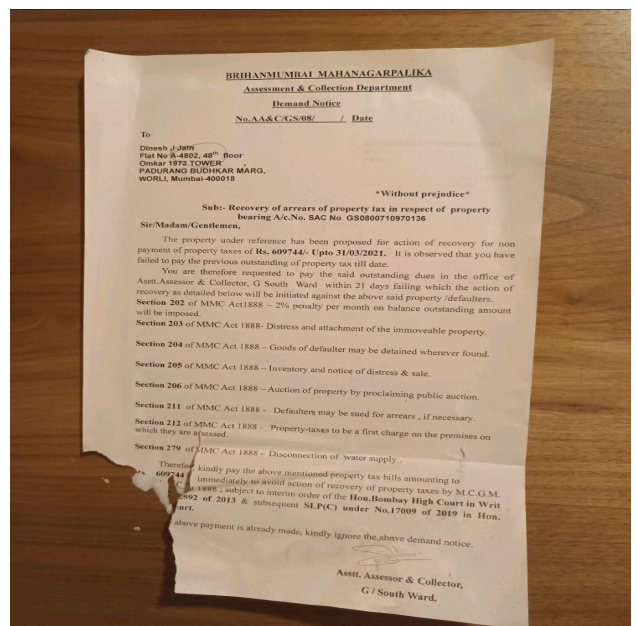 BRIHANMUMBAI MAHANAGARPALIKA
Assessment & Collection Department
Demand Notice
No.AA&C/GS/08/ / Date
To
Dinesh J Jain
Flat No A-4802, 48th floor
Omkar 1973 TOWER ,
PADURANG BUDHKAR MARG,
WORLI, Mumbai-400018
*Without prejudice*
Sub:- Recovery of arrears of property tax in respect of property
bearing A/c.No. SAC No. GS0800710970136
Sir/Madam/Gentlemen,
The property under reference has been proposed for action of recovery for non
payment of property taxes of Rs. 609744/- Upto 31/03/2021. It is observed that you have
failed to pay the previous outstanding of property tax till date.
You are therefore requested to pay the said outstanding dues in the office of
Asstt.Assessor & Collector, G South Ward within 21 days failing which the action of
recovery as detailed below will be initiated against the above said property /defaulters.
Section 202 of MMC Act1888 – 2% penalty per month on balance outstanding amount
will be imposed.
Section 203 of MMC Act 1888- Distress and attachment of the immoveable property.
Section 204 of MMC Act 1888 – Goods of defaulter may be detained wherever found.
Section 205 of MMC Act 1888 – Inventory and notice of distress & sale.
Section 206 of MMC Act 1888 – Auction of property by proclaiming public auction.
Section 211 of MMC Act 1888 - Defaulters may be sued for arrears , if necessary.
Section 212 of MMC Act 1888 - Property-taxes to be a first charge on the premises on
which they are assessed.
Section 279 of MMC Act 1888 - Disconnection of water supply .
Therefor kindly pay the above mentioned property tax bills amounting to
Rs. 609744 immediately to avoid action of recovery of property taxes by M.C.G.M.
1888 , subject to interim order of the Hon.Bombay High Court in Writ
2592 of 2013 & subsequent SLP(C) under No.17009 of 2019 in Hon.
urt.
above payment is already made, kindly ignore the above demand notice.
Asstt. Assessor & Collector,
G / South Ward.